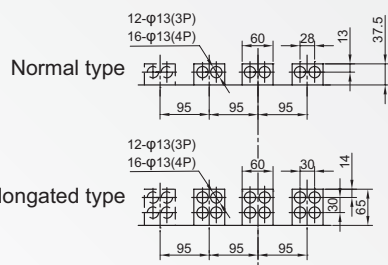 12-φ13(3P)
16-φ13(4P)
60
28
13
37.5
Normal type
95
95
95
12-φ13(3P)
16-φ13(4P)
60
30
14
longated type
30
65
95
95
95